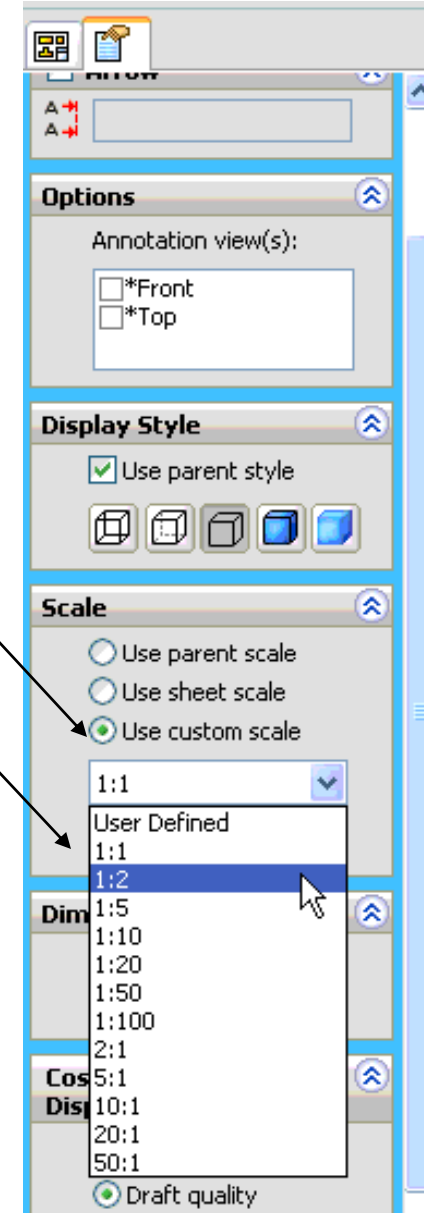 Arrow
A
A
Options
Annotation view(s):
*Front
*Top
Display Style
Use parent style
Scale
Use parent scale
Use sheet scale
Use custom scale
1:1
User Defined
1:1
1:2
1:5
1:10
1:20
1:50
1:100
2:1
5:1
10:1
20:1
50:1
Dim
Cos
Disp
Draft quality